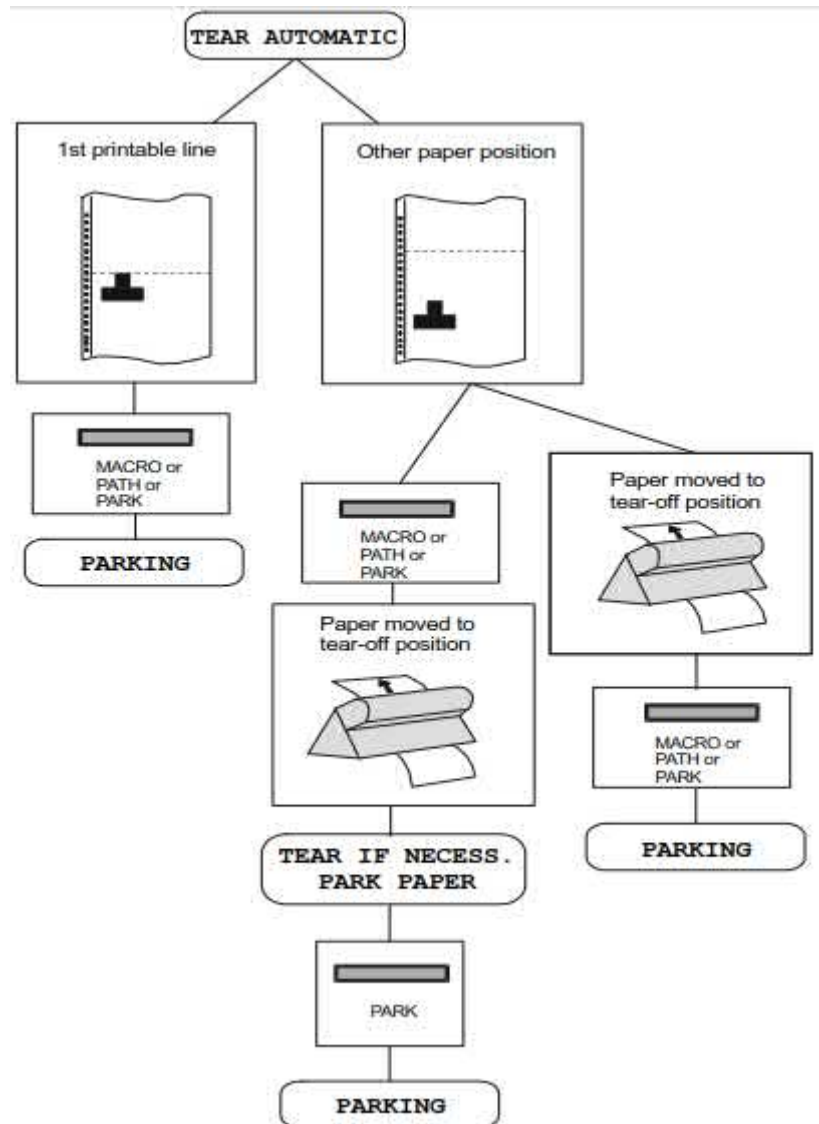 TEAR AUTOMATIC
1st printable line
Other paper position
MACRO or
PATH or
PARK
PARKING
MACRO or
PATH or
PARK
Paper moved to
tear-off position
TEAR IF NECESS.
PARK PAPER
PARK
PARKING
Paper moved to
tear-off position
MACRO or
PATH or
PARK
PARKING